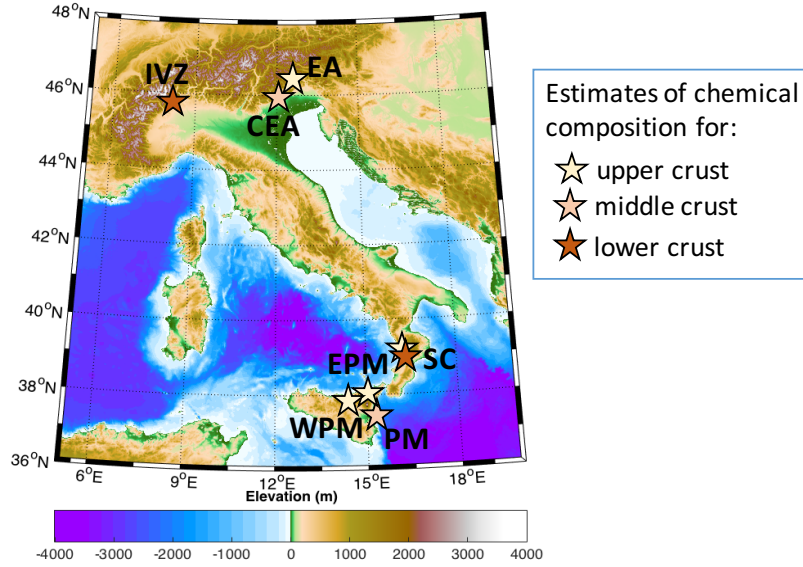 48°N
46°N
44°N
42°N
40°N
38°N
36°N
IVZ
EA
CEA
EPM
SC
WPM
PM
6°E
9°E
12°E
15°E
18°E
Elevation (m)
-4000 -3000 -2000 -1000 0 1000 2000 3000 4000
Estimates of chemical
composition for:
upper crust
middle crust
lower crust